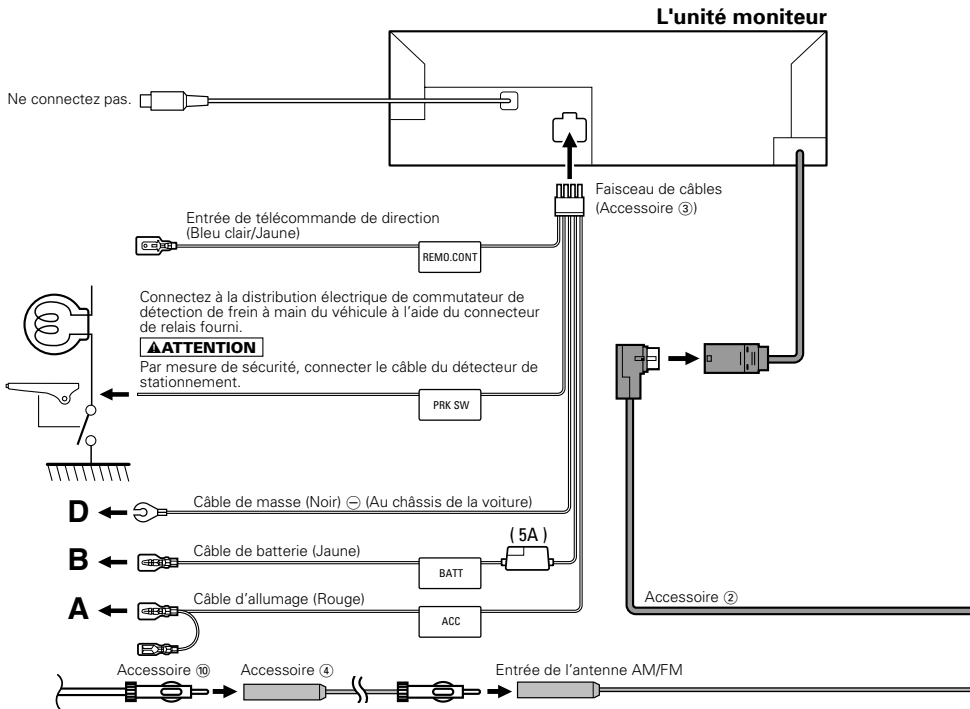 L'unité moniteur
Ne connectez pas.
Faisceau de câbles
(Accessoire ③)
Entrée de télécommande de direction
(Bleu clair/Jaune)
REMO.CONT
Connectez à la distribution électrique de commutateur de
détection de frein à main du véhicule à l'aide du connecteur
de relais fourni.
▲ATTENTION
Par mesure de sécurité, connecter le câble du détecteur de
stationnement.
PRK SW
D
Câble de masse (Noir) ⊖ (Au châssis de la voiture)
( 5A )
B
Câble de batterie (Jaune)
BATT
A
Câble d'allumage (Rouge)
ACC
Accessoire ②
Accessoire ⑩
Accessoire ④
Entrée de l'antenne AM/FM